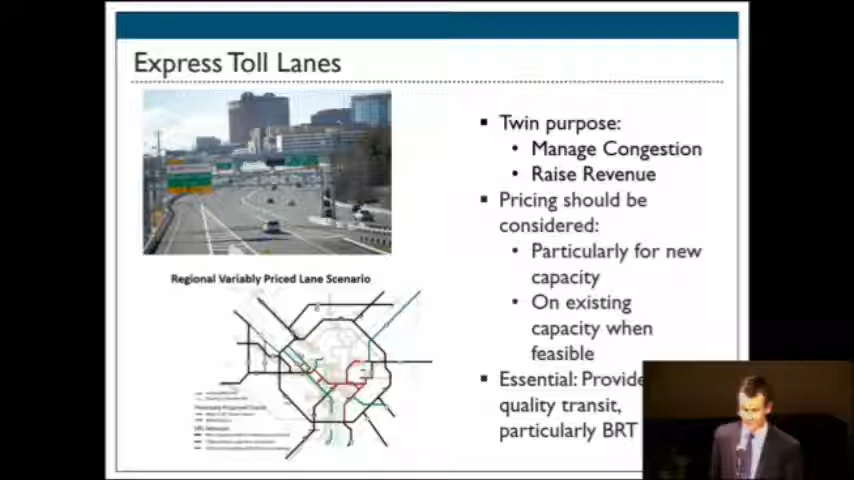 Express Toll Lanes
Twin purpose:
Manage Congestion
Raise Revenue
Pricing should be
considered:
Particularly for new
capacity
On existing
capacity when
feasible
Essential: Provide
quality transit,
particularly BRT
Regional Variably Priced Lane Scenario